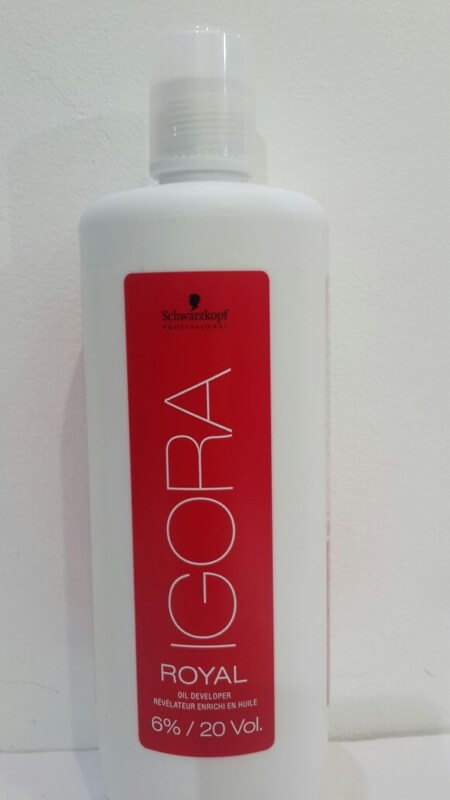 Schwarzkopf
PROFESSIONAL
IGORA
ROYAL
OIL DEVELOPER
RÉVÉLATEUR ENRICHI EN HUILE
6% / 20 Vol.